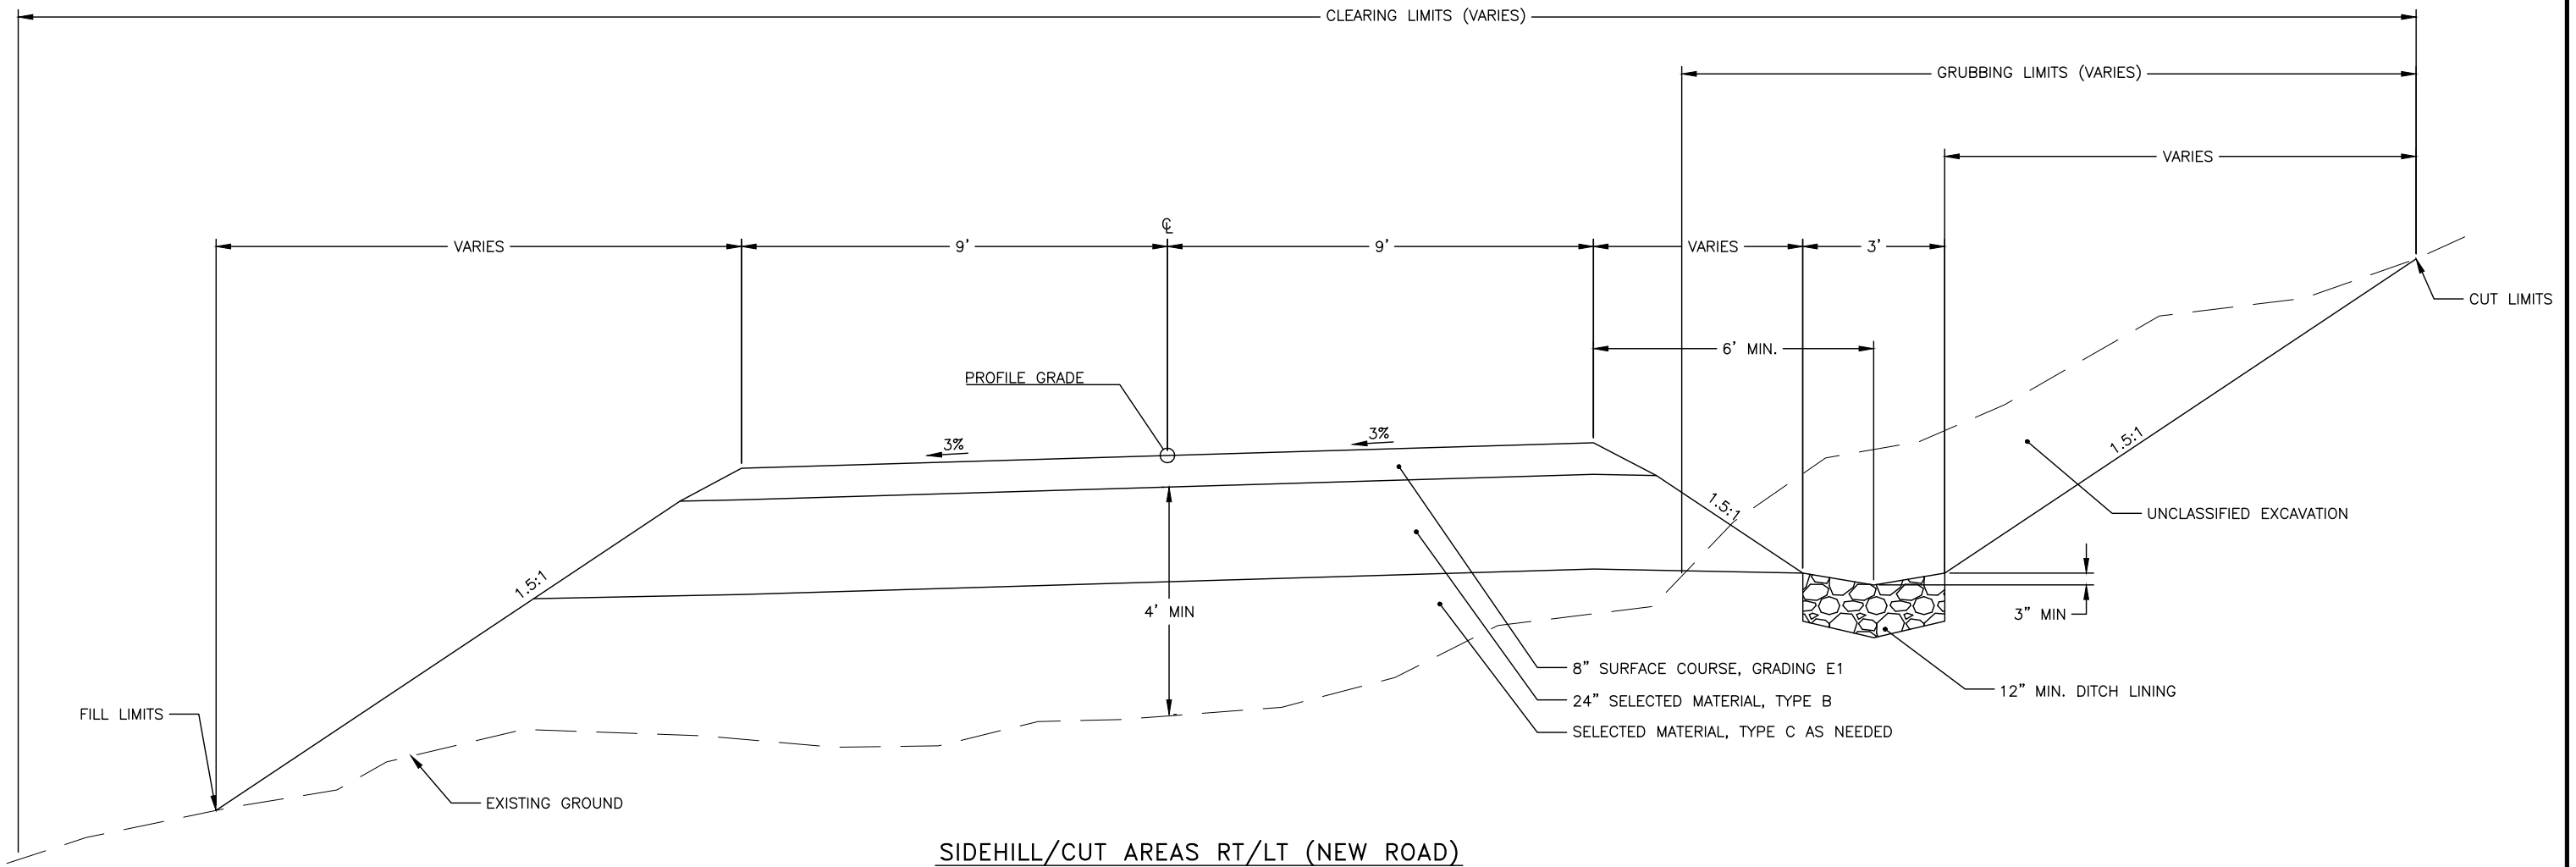 CLEARING LIMITS (VARIES)
GRUBBING LIMITS (VARIES)
VARIES
℄
VARIES
9'
9'
VARIES
3'
CUT LIMITS
6' MIN.
PROFILE GRADE
3%
3%
1.5:1
1.5:1
UNCLASSIFIED EXCAVATION
1.5:1
4' MIN
3" MIN
8" SURFACE COURSE, GRADING E1
24" SELECTED MATERIAL, TYPE B
SELECTED MATERIAL, TYPE C AS NEEDED
12" MIN. DITCH LINING
FILL LIMITS
EXISTING GROUND
SIDEHILL/CUT AREAS RT/LT (NEW ROAD)